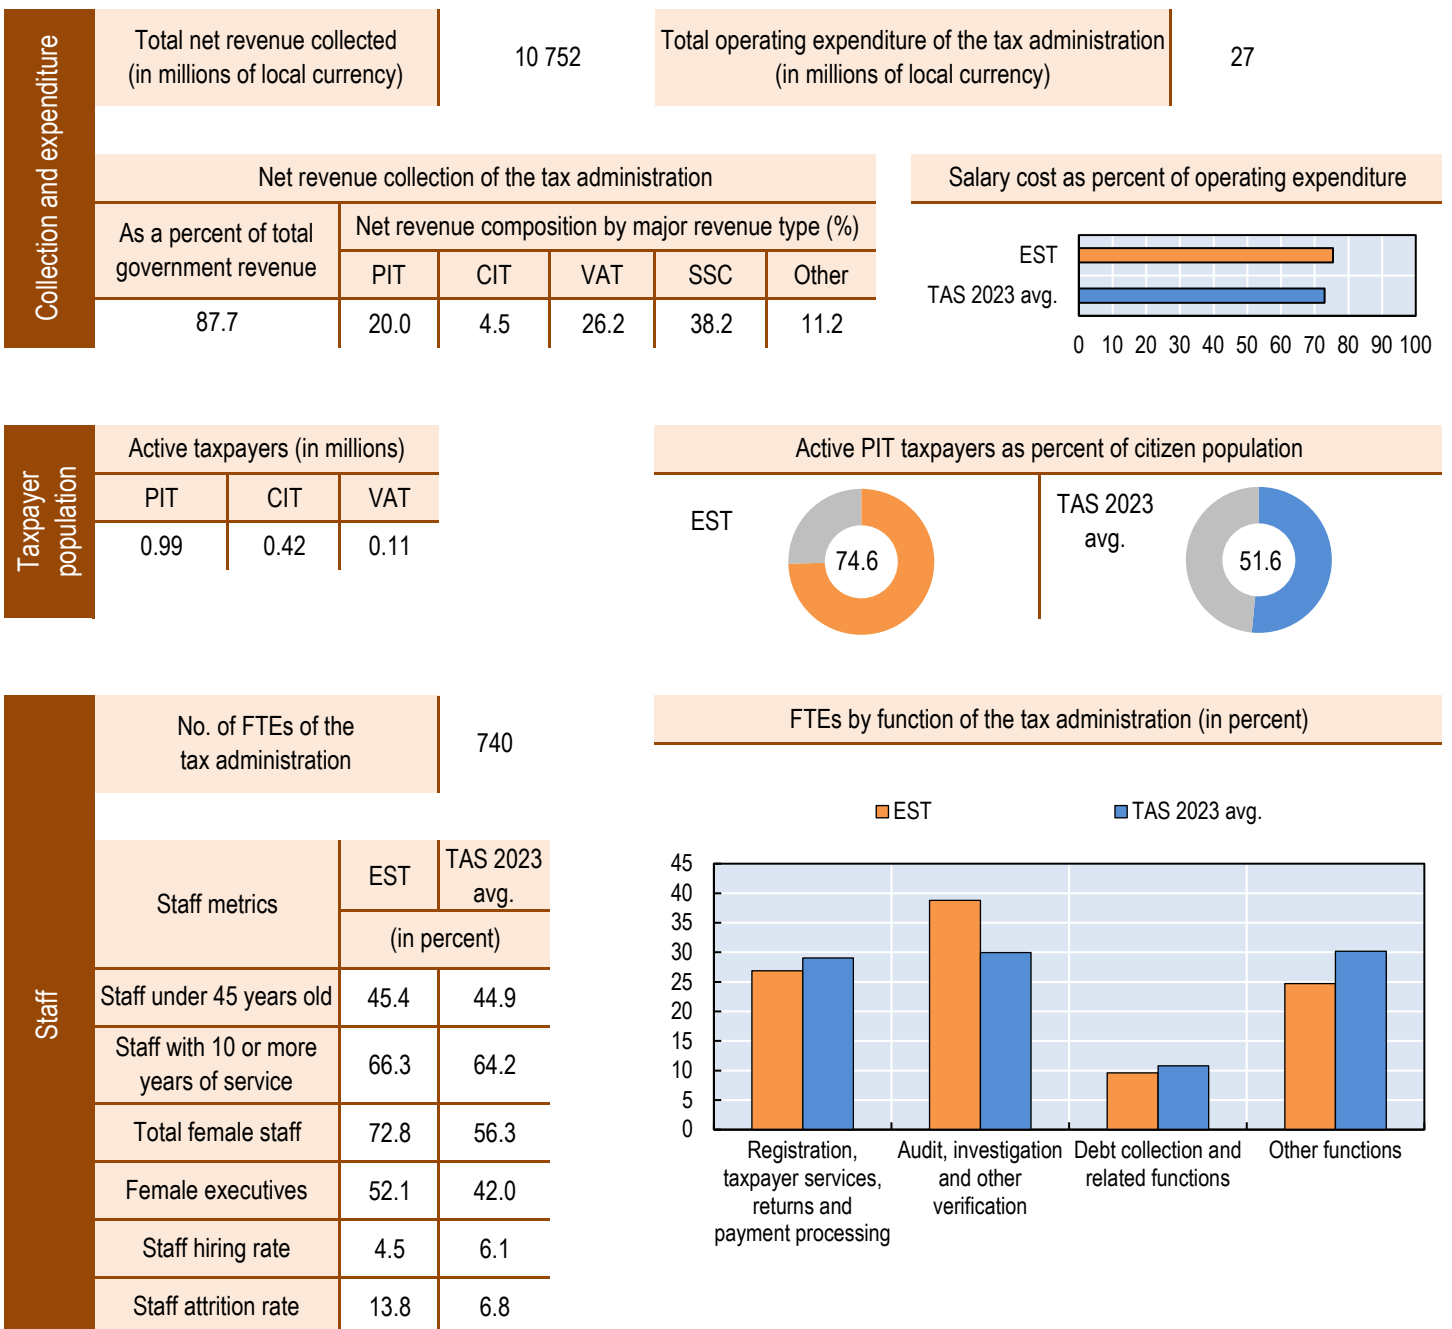 Collection and expenditure
Total net revenue collected
(in millions of local currency)
10 752
Total operating expenditure of the tax administration
(in millions of local currency)
27
Net revenue collection of the tax administration
As a percent of total
government revenue
Net revenue composition by major revenue type (%)
PIT CIT VAT SSC Other
87.7 20.0 4.5 26.2 38.2 11.2
Salary cost as percent of operating expenditure
EST
TAS 2023 avg.
0 10 20 30 40 50 60 70 80 90 100
Taxpayer
population
Active taxpayers (in millions)
PIT CIT VAT
0.99 0.42 0.11
Active PIT taxpayers as percent of citizen population
EST
74.6
TAS 2023
avg.
51.6
Staff
No. of FTEs of the
tax administration
740
Staff metrics
EST
TAS 2023
avg.
(in percent)
Staff under 45 years old 45.4 44.9
Staff with 10 or more
years of service
66.3 64.2
Total female staff 72.8 56.3
Female executives 52.1 42.0
Staff hiring rate 4.5 6.1
Staff attrition rate 13.8 6.8
FTEs by function of the tax administration (in percent)
EST TAS 2023 avg.
45
40
35
30
25
20
15
10
5
0
Registration,
taxpayer services,
returns and
payment processing
Audit, investigation
and other
verification
Debt collection and
related functions
Other functions